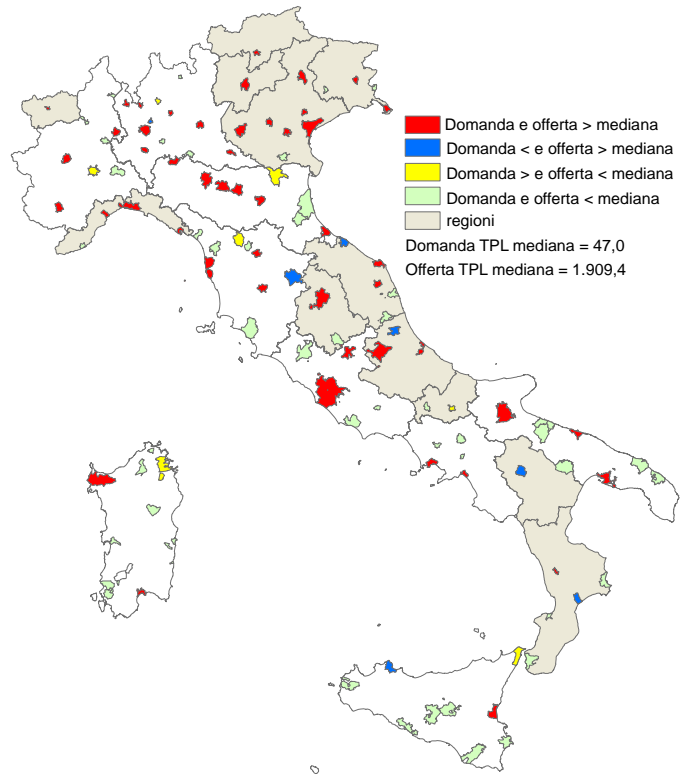 Domanda e offerta > mediana
Domanda < e offerta > mediana
Domanda > e offerta < mediana
Domanda e offerta < mediana
regioni
Domanda TPL mediana = 47,0
Offerta TPL mediana = 1.909,4